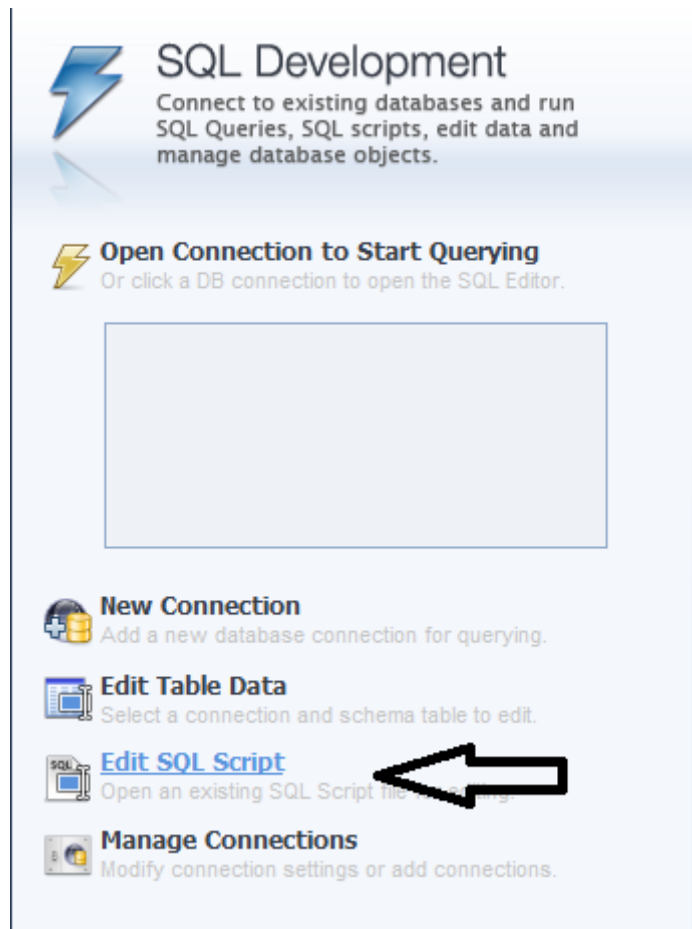 SQL Development
Connect to existing databases and run
SQL Queries, SQL scripts, edit data and
manage database objects.
Open Connection to Start Querying
Or click a DB connection to open the SQL Editor.
New Connection
Add a new database connection for querying.
Edit Table Data
Select a connection and schema table to edit.
SQL
Edit SQL Script
Open an existing SQL Script file for editing.
Manage Connections
Modify connection settings or add connections.